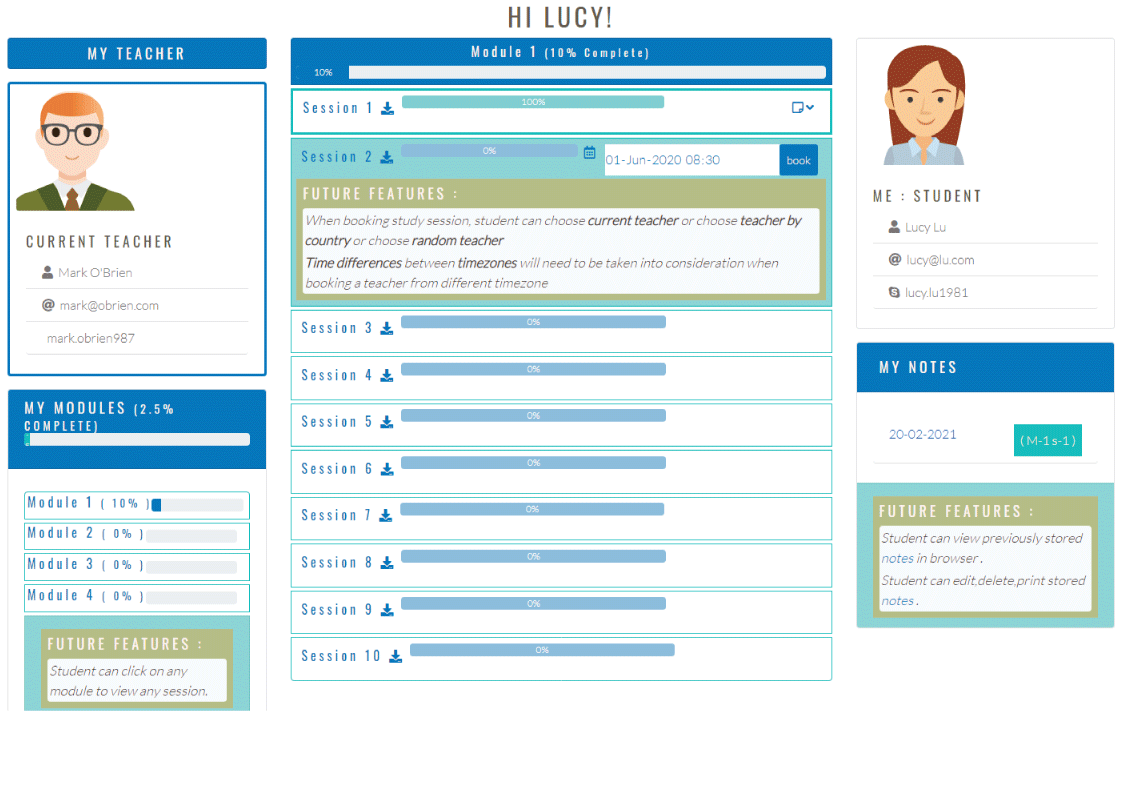 HI LUCY!
MY TEACHER
CURRENT TEACHER
Mark O'Brien
@ mark@obrien.com
mark.obrien987
MY MODULES (2.5%
COMPLETE)
Module 1 ( 10% )
Module 2 ( 0% )
Module 3 ( 0% )
Module 4 ( 0% )
FUTURE FEATURES :
Student can click on any
module to view any session.
Module 1 (10% Complete)
10%
Session 1 100%
Session 2 0% 01-Jun-2020 08:30 book
FUTURE FEATURES :
When booking study session, student can choose current teacher or choose teacher by
country or choose random teacher
Time differences between timezones will need to be taken into consideration when
booking a teacher from different timezone
Session 3 0%
Session 4 0%
Session 5 0%
Session 6 0%
Session 7 0%
Session 8 0%
Session 9 0%
Session 10 0%
ME : STUDENT
Lucy Lu
@ lucy@lu.com
lucy.lu1981
MY NOTES
20-02-2021 ( M-1 s-1 )
FUTURE FEATURES :
Student can view previously stored
notes in browser .
Student can edit,delete,print stored
notes .